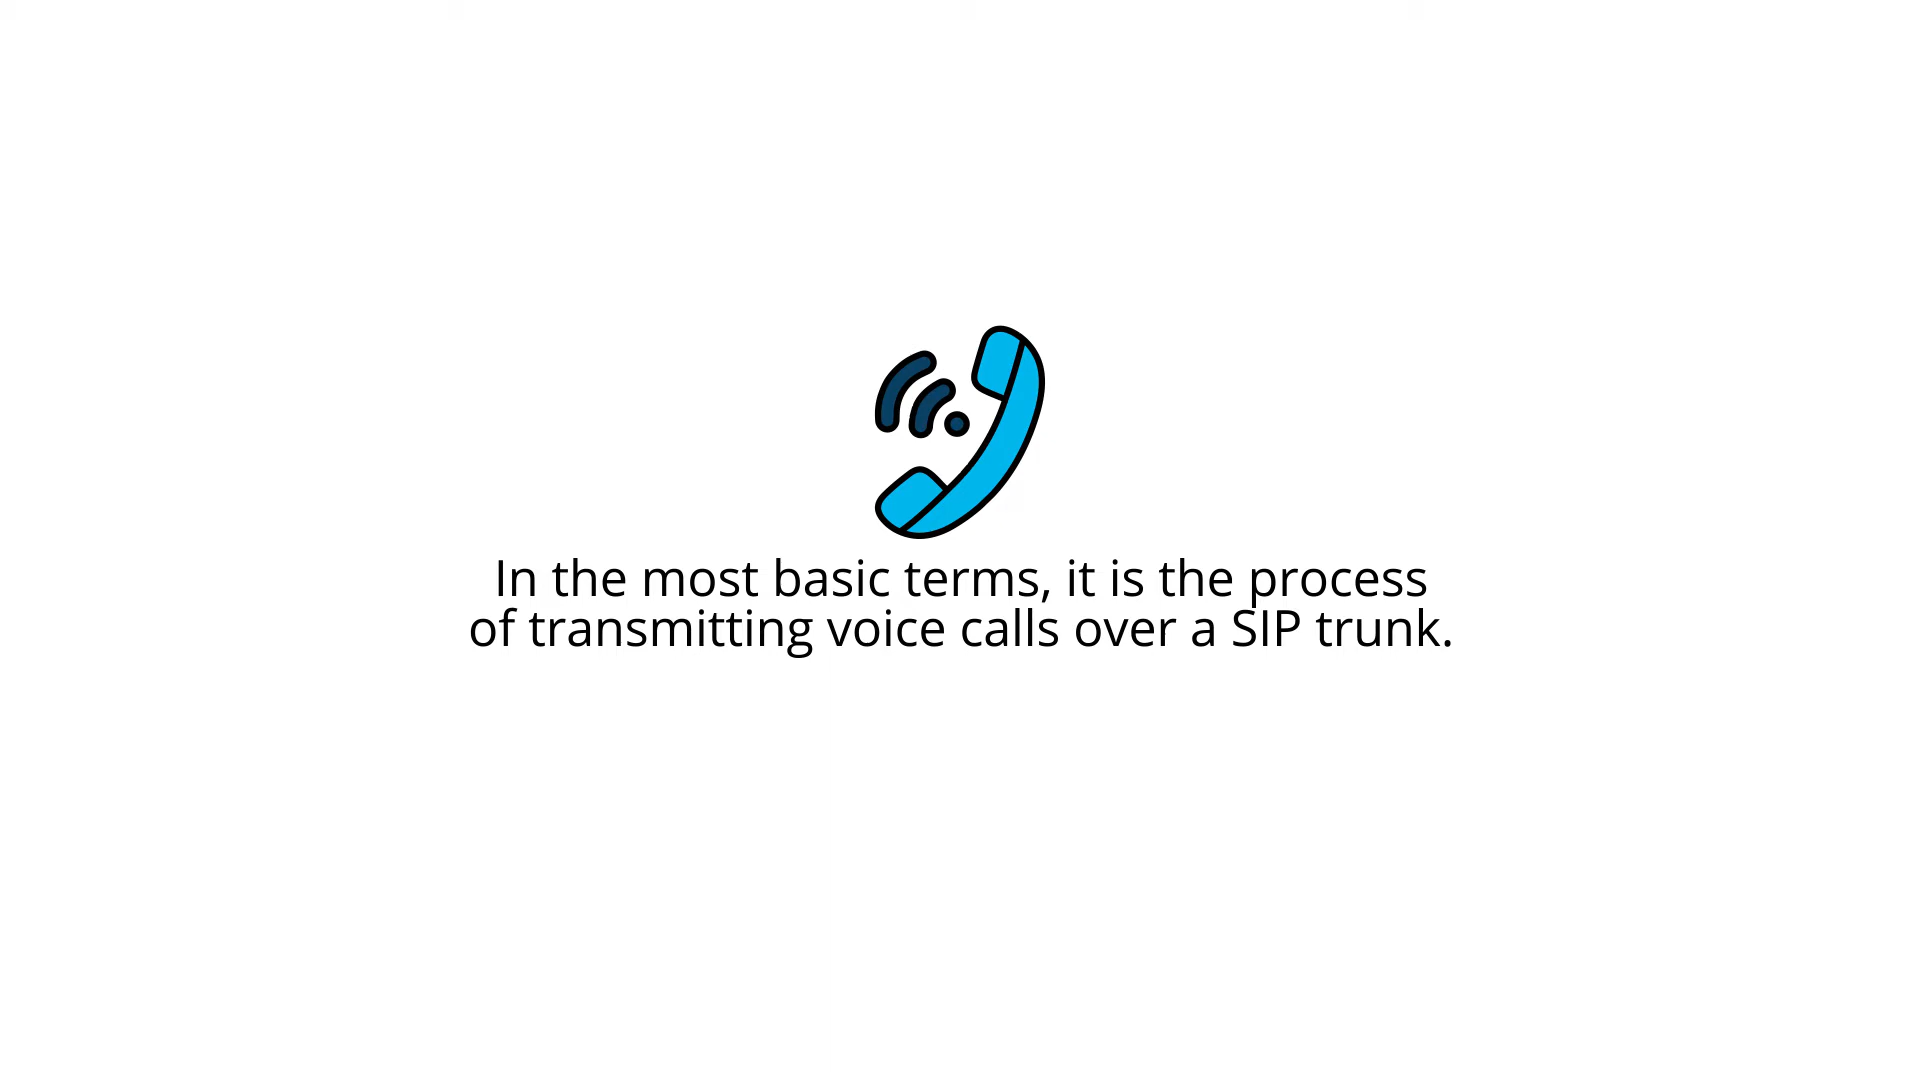 In the most basic terms, it is the process
of transmitting voice calls over a SIP trunk.